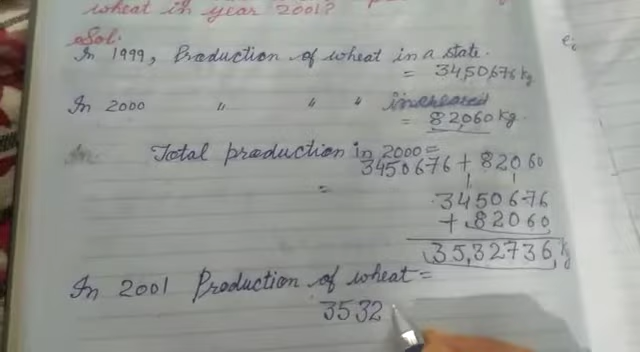 wheat in year 2001?
Sol.
In 1999, Production of wheat in a state.
= 3450676 kg
In 2000 " " " increased
= 82060 kg.
Total production in 2000=
3450676 + 82060
= 3450676
+ 82060
35,32736 kg
In 2001 Production of wheat =
3532